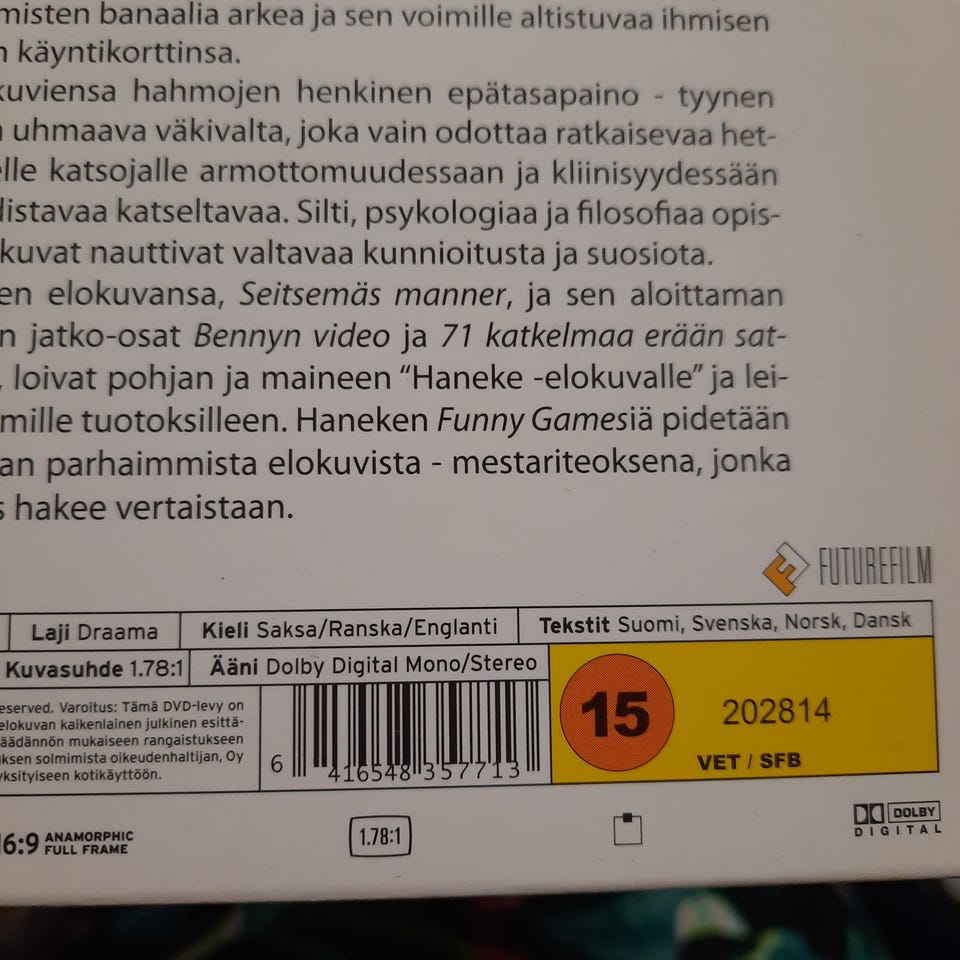 misten banaalia arkea ja sen voimille altistuvaa ihmisen
käyntikorttinsa.
kuviensa hahmojen henkinen epätasapaino - tyynen
uhmaava väkivalta, joka vain odottaa ratkaisevaa het-
elle katsojalle armottomuudessaan ja kliinisyydessään
distavaa katseltavaa. Silti, psykologiaa ja filosofiaa opis-
kuvat nauttivat valtavaa kunnioitusta ja suosiota.
en elokuvansa, Seitsemäs manner, ja sen aloittaman
n jatko-osat Bennyn video ja 71 katkelmaa erään sat-
, loivat pohjan ja maineen “Haneke -elokuvalle” ja lei-
mille tuotoksilleen. Haneken Funny Gamesiä pidetään
an parhaimmista elokuvista - mestariteoksena, jonka
s hakee vertaistaan.
FUTUREFILM
Laji Draama
Kieli Saksa/Ranska/Englanti
Tekstit Suomi, Svenska, Norsk, Dansk
Kuvasuhde 1.78:1
Ääni Dolby Digital Mono/Stereo
eserved. Varoitus: Tämä DVD-levy on
elokuvan kaikenlainen julkinen esittä-
äädännön mukaiseen rangaistukseen
ksen solmimista oikeudenhaltijan, Oy
yksityiseen kotikäyttöön.
6 416548 357713
15
202814
VET / SFB
16:9 ANAMORPHIC
FULL FRAME
1.78:1
DOLBY
DIGITAL